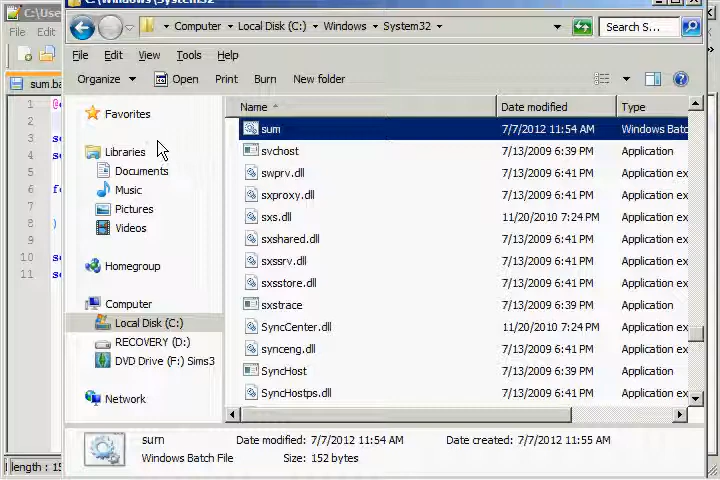 C:\Windows\System32
C:\Use
File Ed
sum.ba
1 @
2
3 s
4 s
5
6 f
7
8 )
9
10 s
11 s
length : 15
Computer Local Disk (C:) Windows System32 Search S...
File Edit View Tools Help
Organize Open Print Burn New folder
Favorites
Libraries
Documents
Music
Pictures
Videos
Homegroup
Computer
Local Disk (C:)
RECOVERY (D:)
DVD Drive (F:) Sims3
Network
Name Date modified Type
sum 7/7/2012 11:54 AM Windows Batc
svchost 7/13/2009 6:39 PM Application
swprv.dll 7/13/2009 6:41 PM Application ex
sxproxy.dll 7/13/2009 6:41 PM Application ex
sxs.dll 11/20/2010 7:24 PM Application ex
sxshared.dll 7/13/2009 6:41 PM Application ex
sxssrv.dll 7/13/2009 6:41 PM Application ex
sxsstore.dll 7/13/2009 6:41 PM Application ex
sxstrace 7/13/2009 6:39 PM Application
SyncCenter.dll 11/20/2010 7:24 PM Application ex
synceng.dll 7/13/2009 6:41 PM Application ex
SyncHost 7/13/2009 6:39 PM Application
SyncHostps.dll 7/13/2009 6:41 PM Application ex
sum Date modified: 7/7/2012 11:54 AM Date created: 7/7/2012 11:55 AM
Windows Batch File Size: 152 bytes